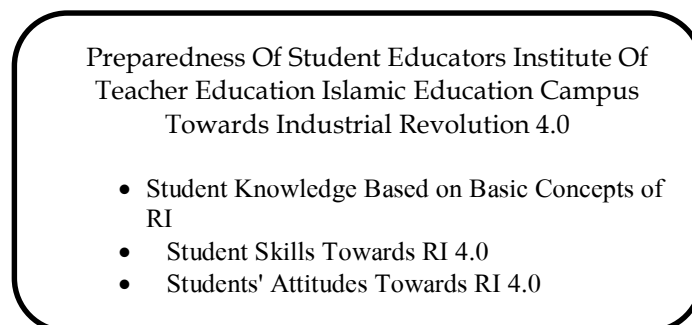 Preparedness Of Student Educators Institute Of
Teacher Education Islamic Education Campus
Towards Industrial Revolution 4.0
• Student Knowledge Based on Basic Concepts of
RI
• Student Skills Towards RI 4.0
• Students' Attitudes Towards RI 4.0